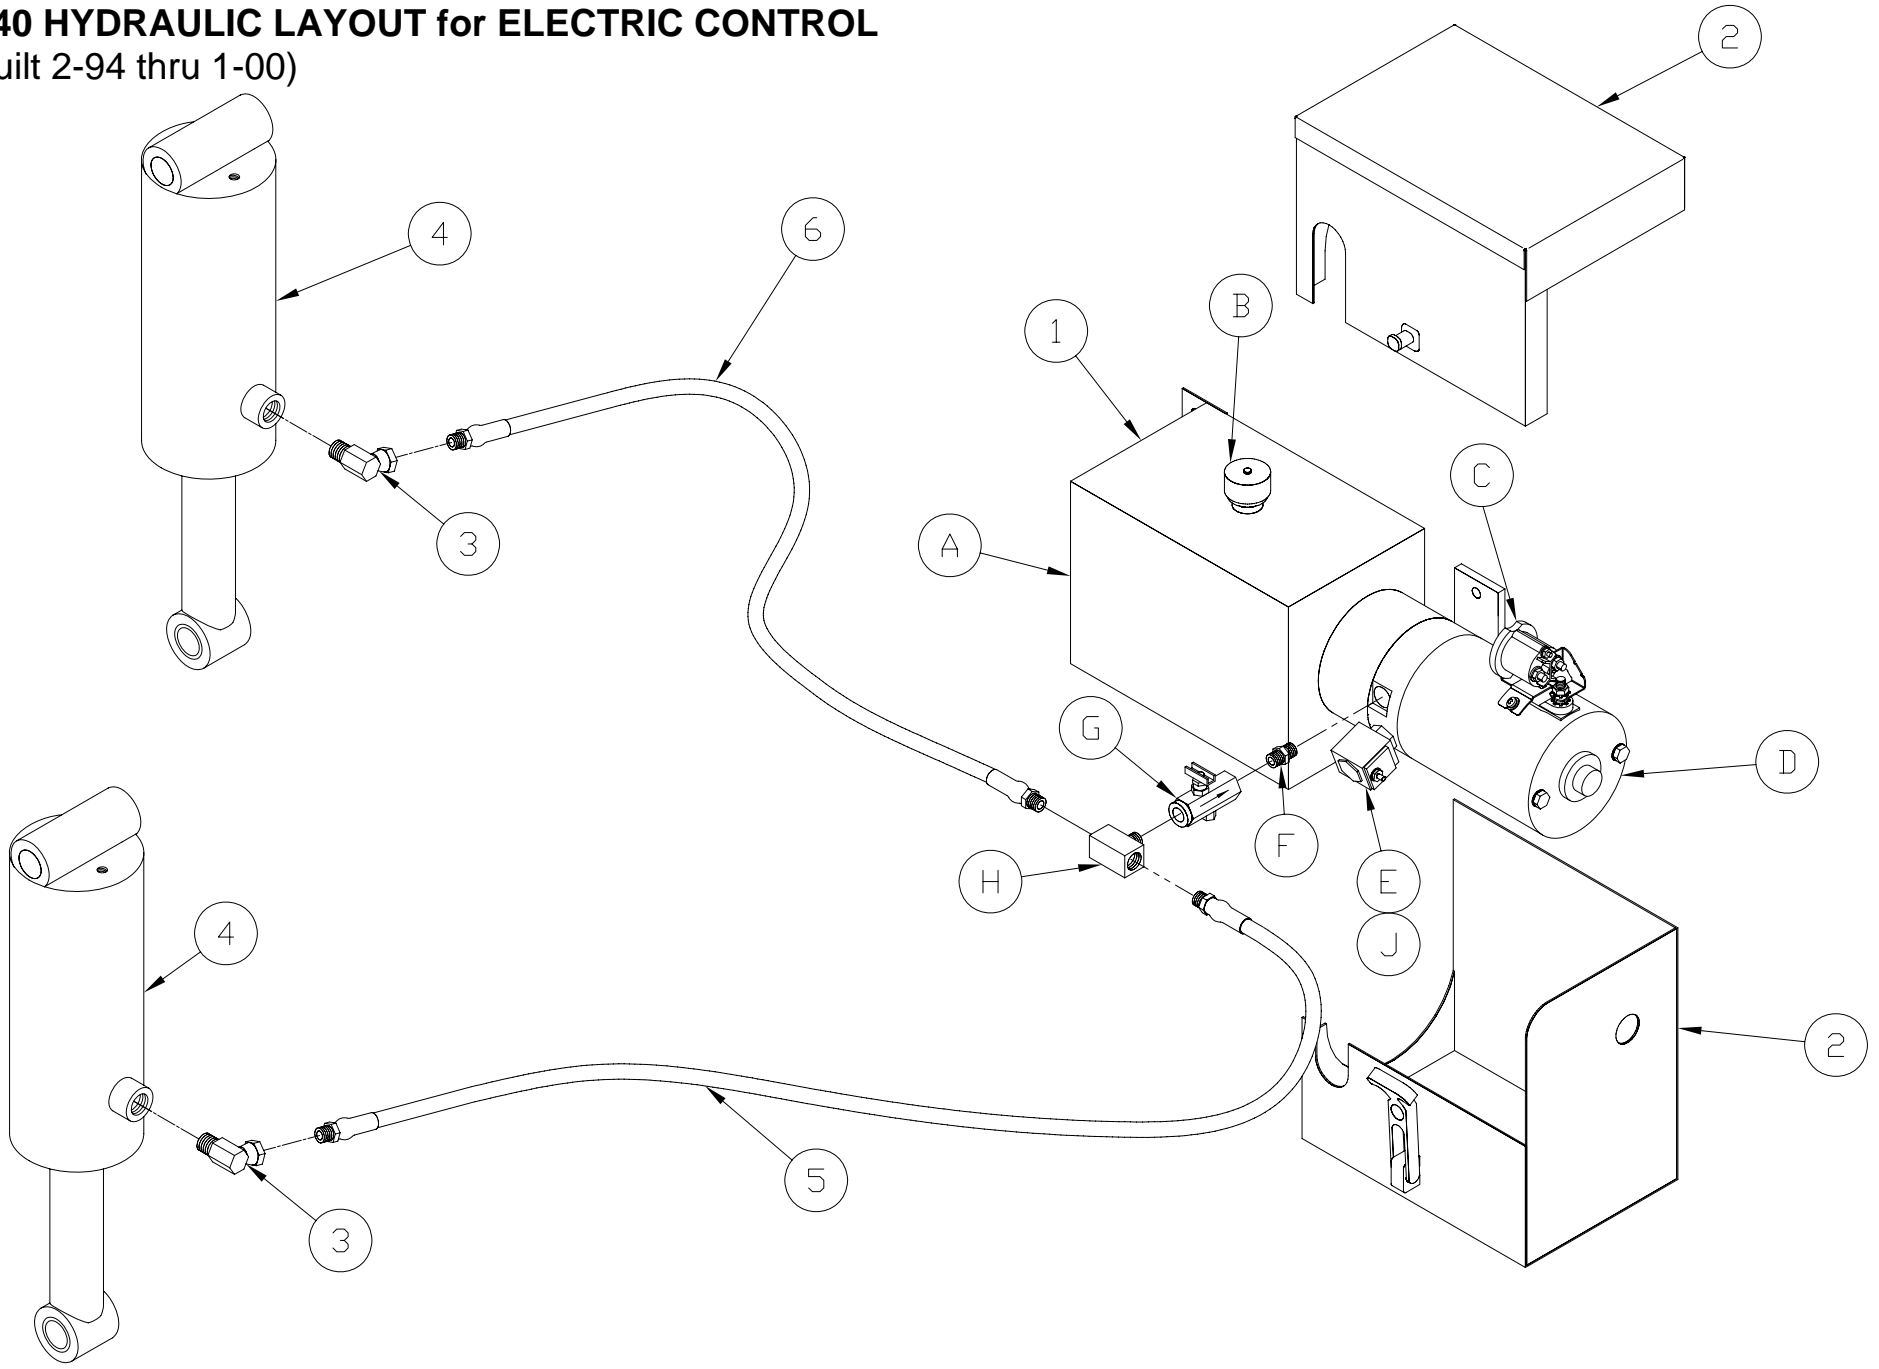 40 HYDRAULIC LAYOUT for ELECTRIC CONTROL
uilt 2-94 thru 1-00)
2
4
6
B
1
C
3
A
G
D
F
E
H
J
4
2
5
3